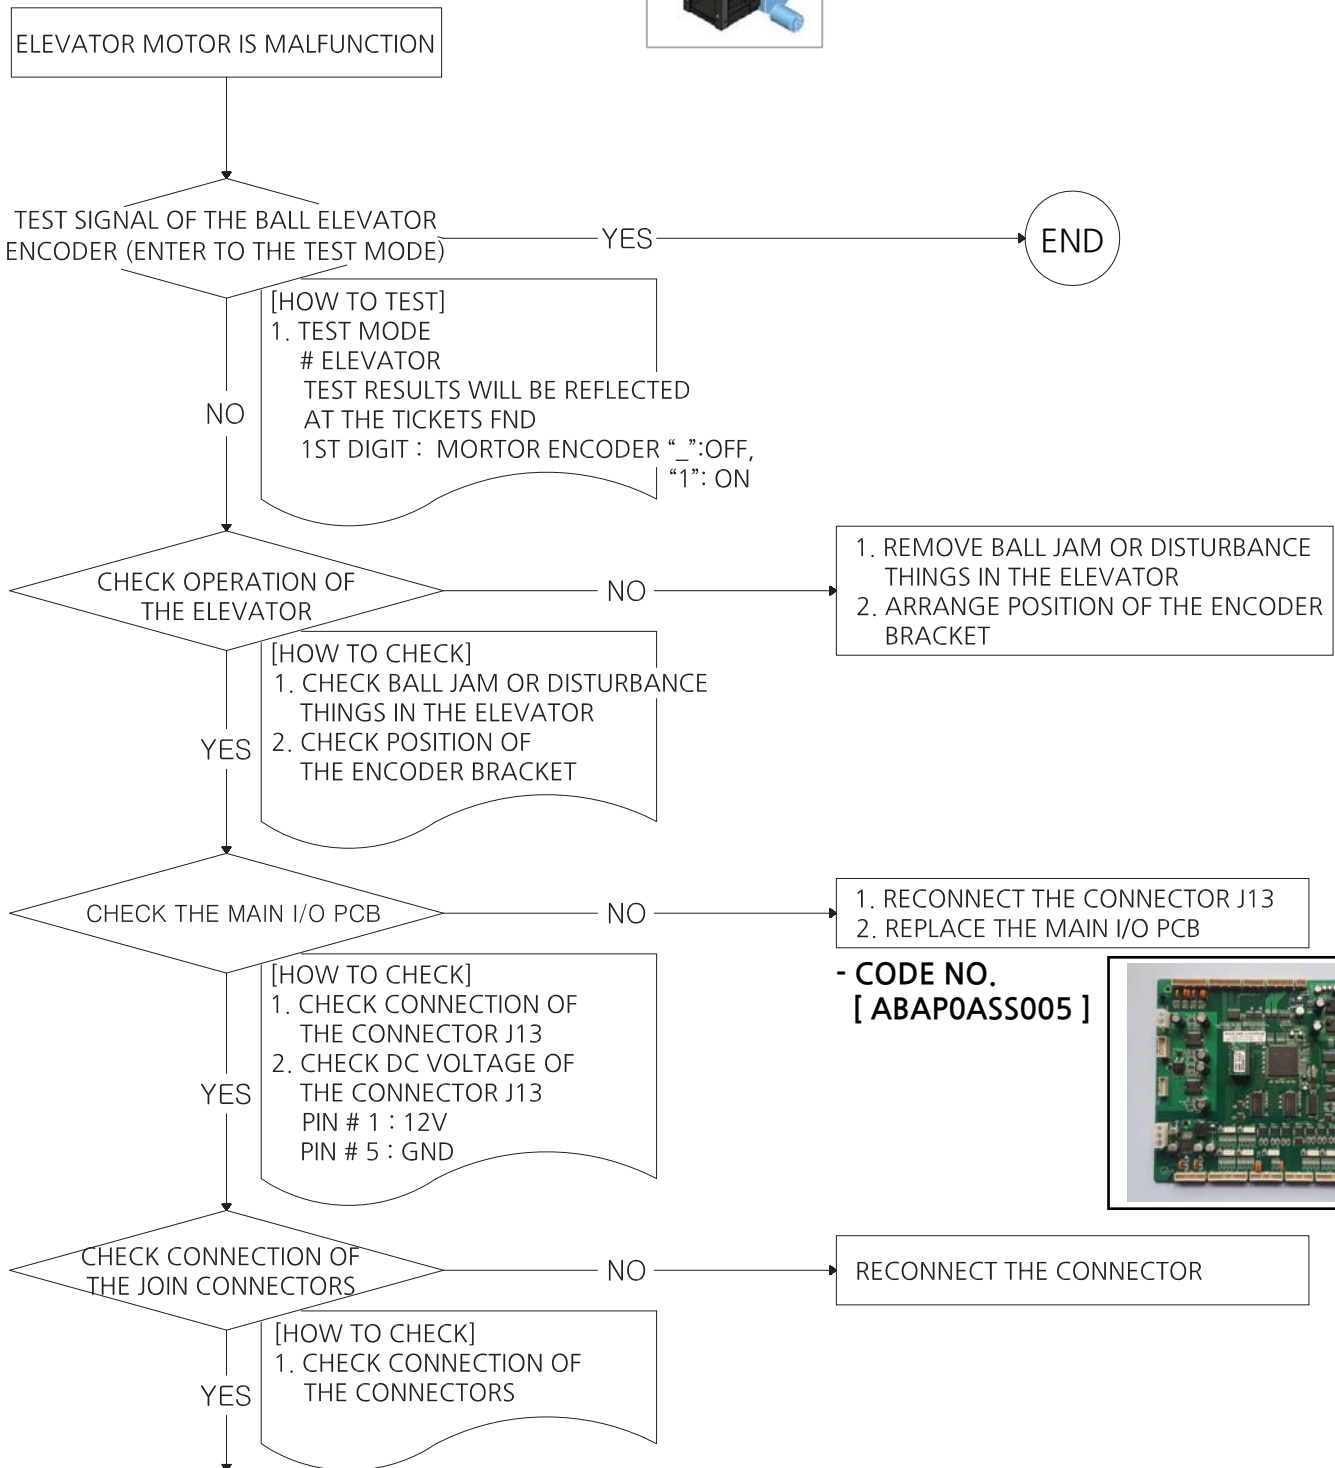 ELEVATOR MOTOR IS MALFUNCTION
TEST SIGNAL OF THE BALL ELEVATOR
ENCODER (ENTER TO THE TEST MODE)
YES
END
[HOW TO TEST]
1. TEST MODE
# ELEVATOR
TEST RESULTS WILL BE REFLECTED
AT THE TICKETS FND
1ST DIGIT : MORTOR ENCODER “_”:OFF,
“1”: ON
NO
CHECK OPERATION OF
THE ELEVATOR
NO
1. REMOVE BALL JAM OR DISTURBANCE
THINGS IN THE ELEVATOR
2. ARRANGE POSITION OF THE ENCODER
BRACKET
[HOW TO CHECK]
1. CHECK BALL JAM OR DISTURBANCE
THINGS IN THE ELEVATOR
2. CHECK POSITION OF
THE ENCODER BRACKET
YES
CHECK THE MAIN I/O PCB
NO
1. RECONNECT THE CONNECTOR J13
2. REPLACE THE MAIN I/O PCB
- CODE NO.
[ ABAP0ASS005 ]
[HOW TO CHECK]
1. CHECK CONNECTION OF
THE CONNECTOR J13
2. CHECK DC VOLTAGE OF
THE CONNECTOR J13
PIN # 1 : 12V
PIN # 5 : GND
YES
CHECK CONNECTION OF
THE JOIN CONNECTORS
NO
RECONNECT THE CONNECTOR
[HOW TO CHECK]
1. CHECK CONNECTION OF
THE CONNECTORS
YES